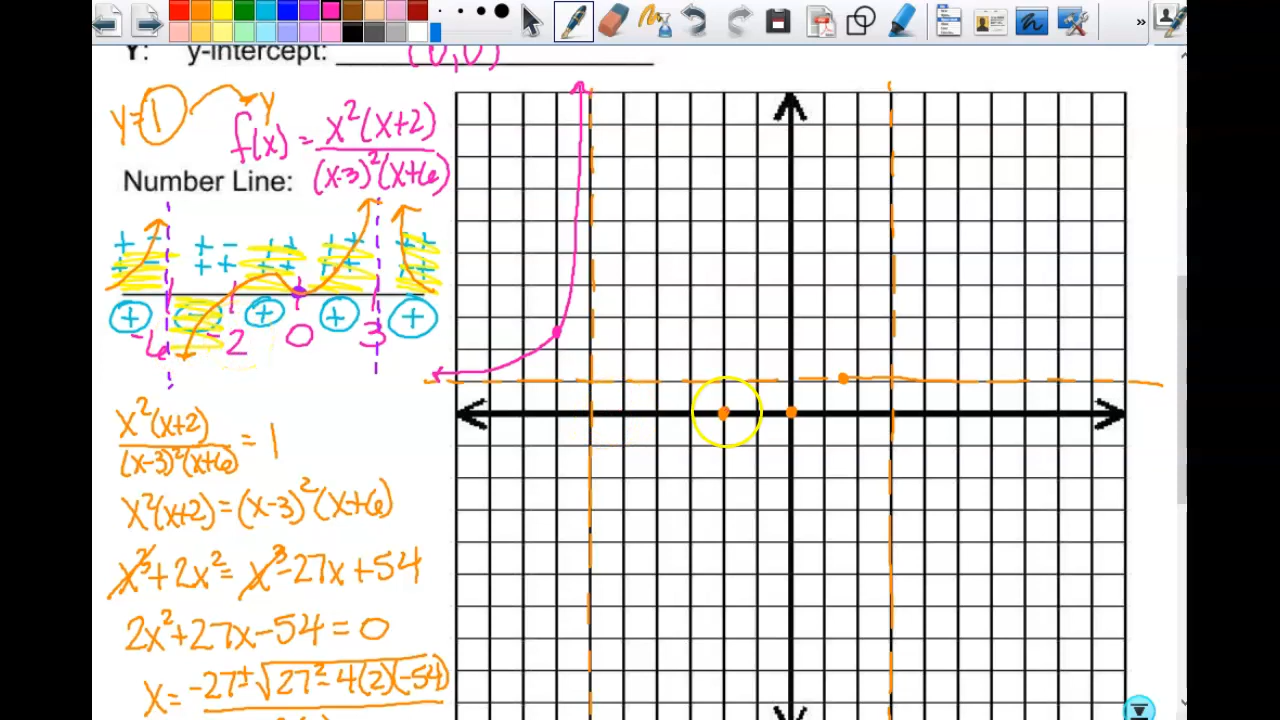 Y: y-intercept: (0,0)
y=1 y
f(x) = x²(x+2)
(x-3)²(x+6)
Number Line:
+ - + - + + + + + +
+ + + + + + + + + +
+ - + + +
-6 -2 0 3
x²(x+2)
(x-3)²(x+6) = 1
x²(x+2) = (x-3)²(x+6)
x³+2x² = x³-27x+54
2x²+27x-54 = 0
x = -27±√27²-4(2)(-54)